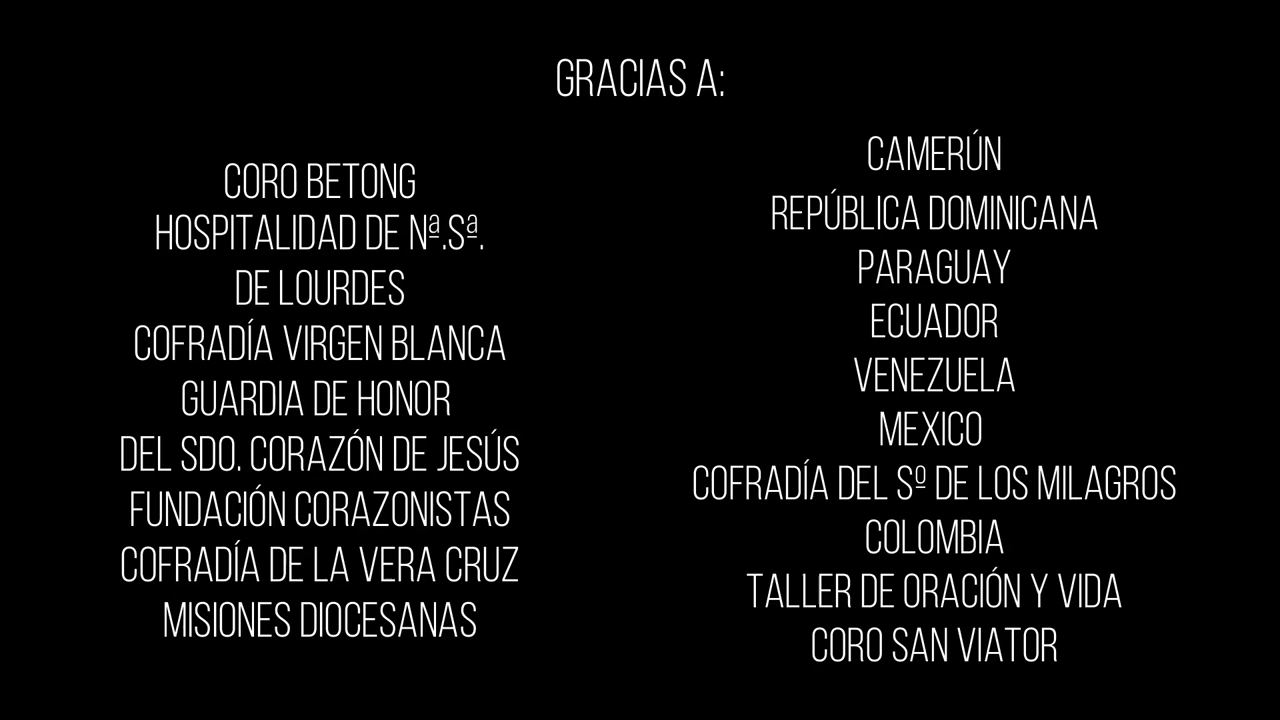 GRACIAS A:
CORO BETONG
HOSPITALIDAD DE Nª.Sª.
DE LOURDES
COFRADÍA VIRGEN BLANCA
GUARDIA DE HONOR
DEL SDO. CORAZÓN DE JESÚS
FUNDACIÓN CORAZONISTAS
COFRADÍA DE LA VERA CRUZ
MISIONES DIOCESANAS
CAMERÚN
REPÚBLICA DOMINICANA
PARAGUAY
ECUADOR
VENEZUELA
MEXICO
COFRADÍA DEL Sº DE LOS MILAGROS
COLOMBIA
TALLER DE ORACIÓN Y VIDA
CORO SAN VIATOR